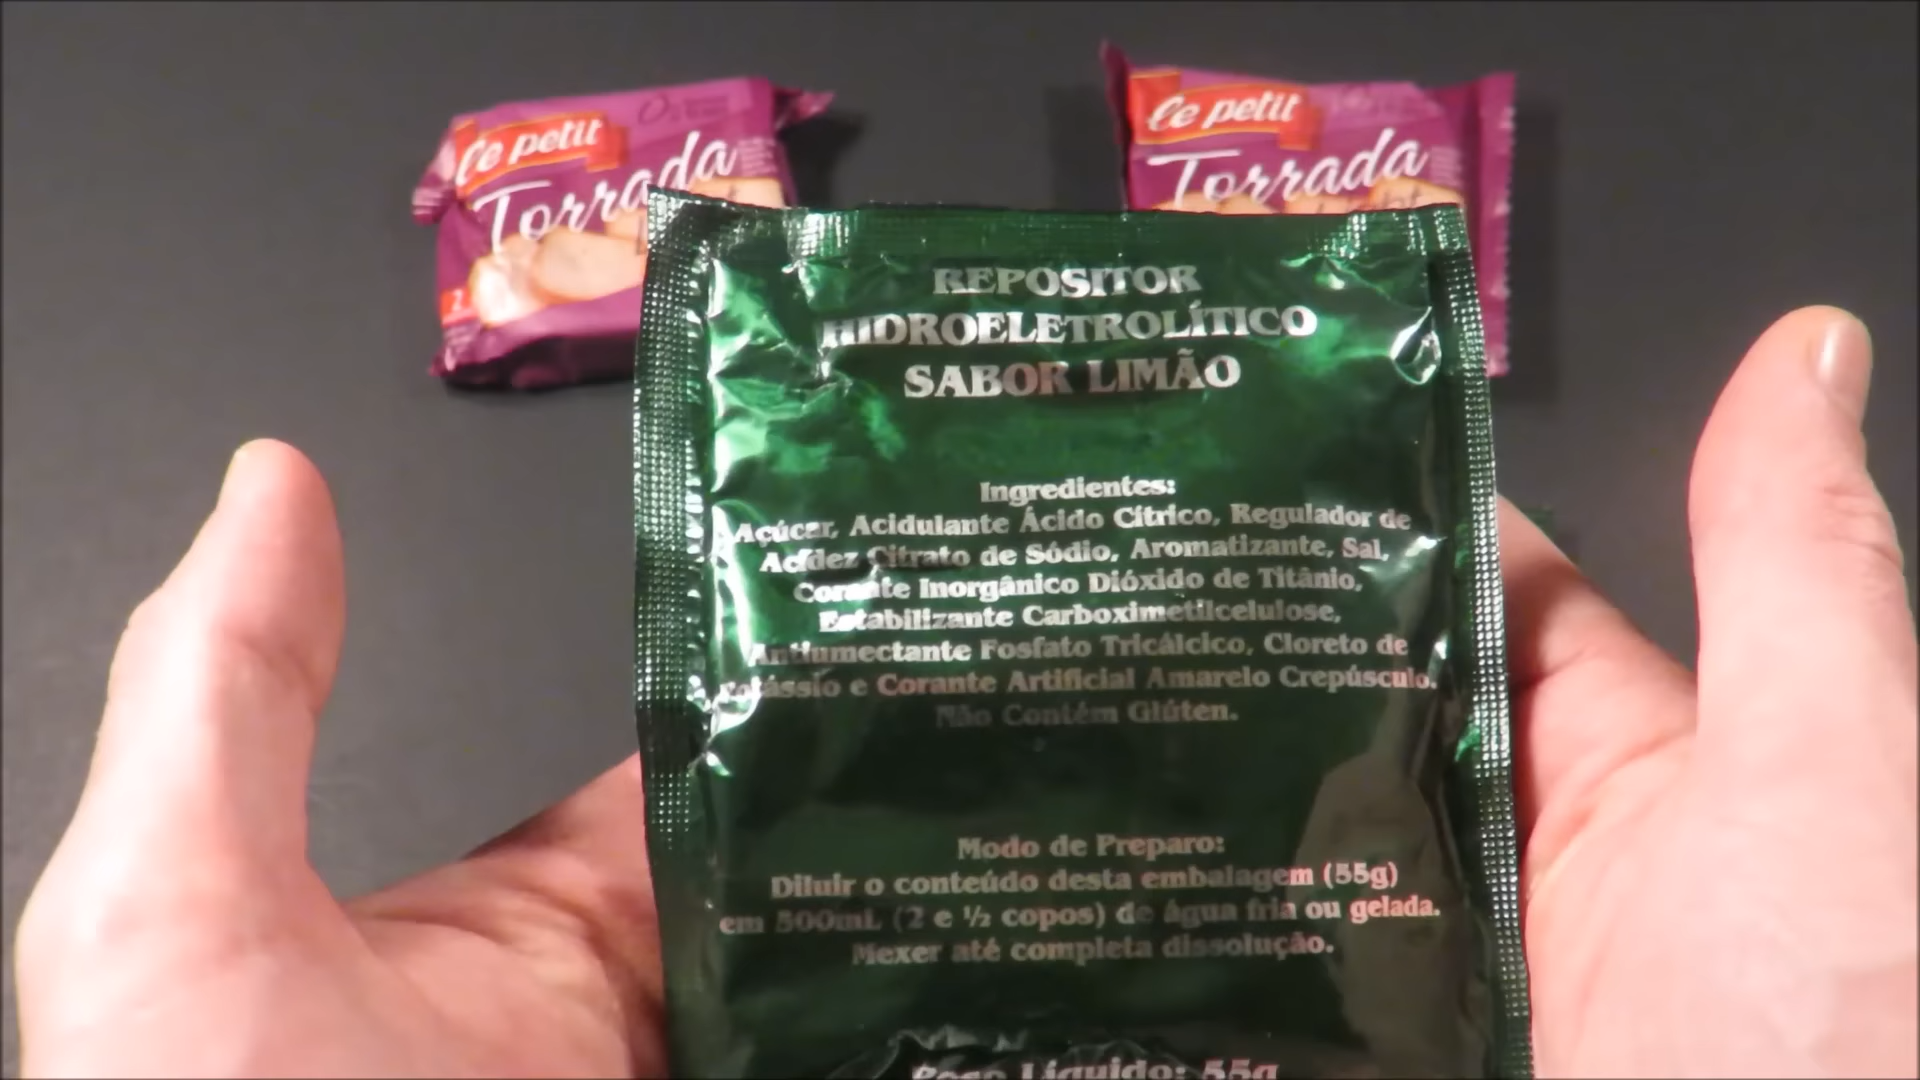 le petit
Torrada
le petit
Torrada
Light
REPOSITOR
HIDROELETROLÍTICO
SABOR LIMÃO
Ingredientes:
Açúcar, Acidulante Ácido Cítrico, Regulador de
Acidez Citrato de Sódio, Aromatizante, Sal,
Corante Inorgânico Dióxido de Titânio,
Estabilizante Carboximetilcelulose,
Antiumectante Fosfato Tricálcico, Cloreto de
Potássio e Corante Artificial Amarelo Crepúsculo.
Não Contém Glúten.
Modo de Preparo:
Diluir o conteúdo desta embalagem (55g)
em 500mL (2 e ½ copos) de água fria ou gelada.
Mexer até completa dissolução.
Peso Líquido: 55g